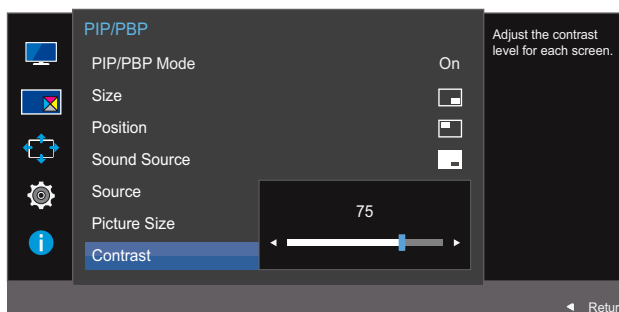 PIP/PBP
PIP/PBP Mode On
Size
Position
Sound Source
Source
Picture Size
Contrast
75
Adjust the contrast
level for each screen.
Retur